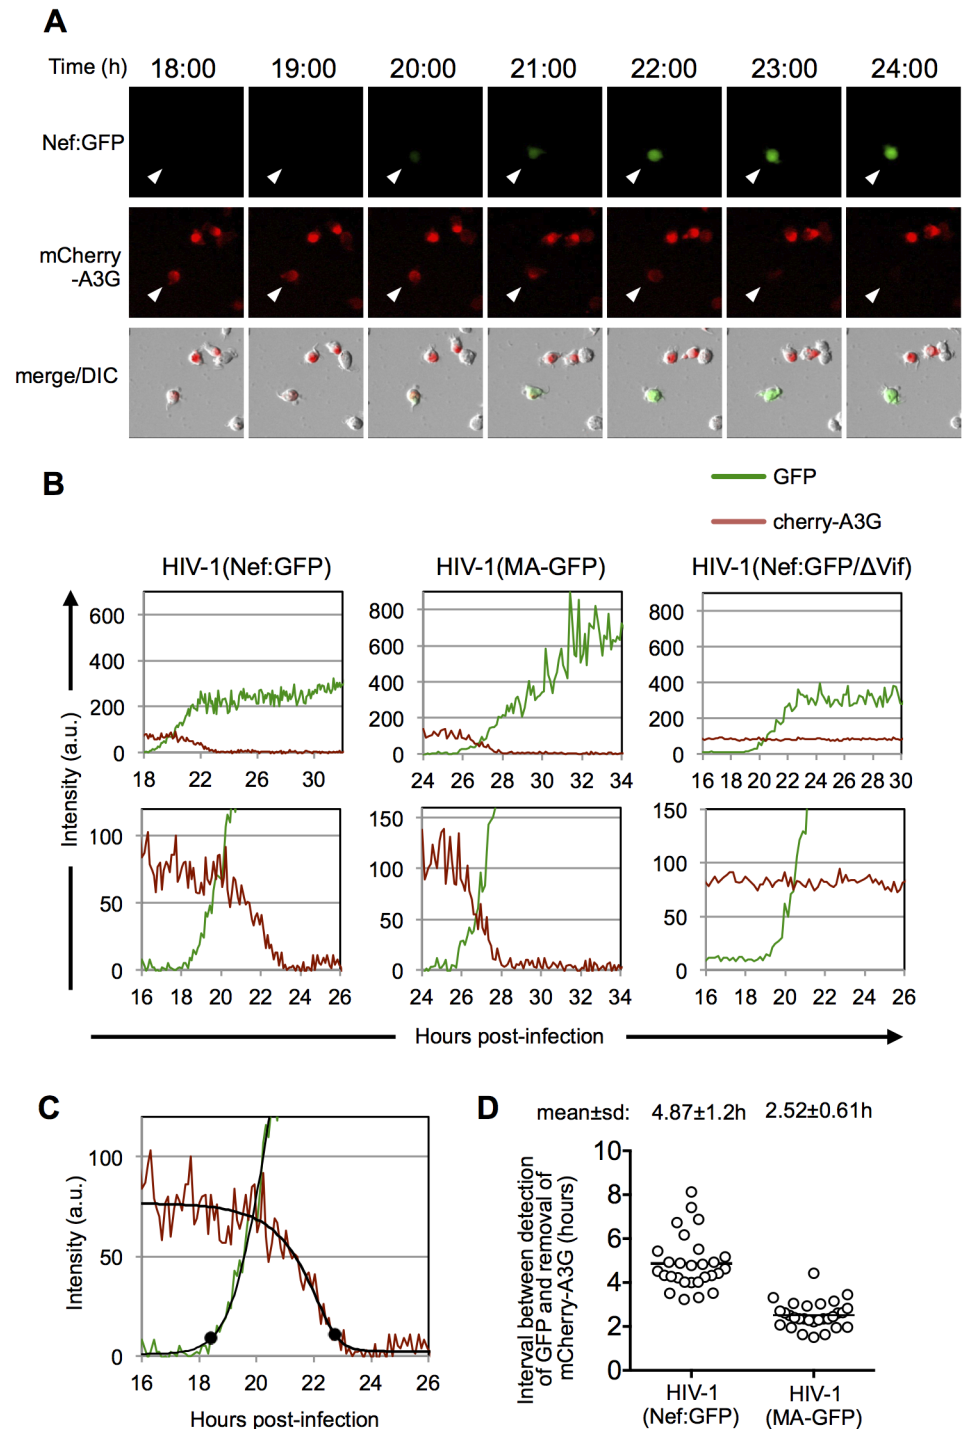 A
Time (h) 18:00 19:00 20:00 21:00 22:00 23:00 24:00
Nef:GFP
mCherry
-A3G
merge/DIC
B
GFP
cherry-A3G
HIV-1(Nef:GFP) HIV-1(MA-GFP) HIV-1(Nef:GFP/ΔVif)
Intensity (a.u.)
600
400
200
0
18 22 26 30
800
600
400
200
0
24 26 28 30 32 34
800
600
400
200
0
16 18 20 22 24 26 28 30
100
50
0
16 18 20 22 24 26
150
100
50
0
24 26 28 30 32 34
150
100
50
0
16 18 20 22 24 26
Hours post-infection
C
Intensity (a.u.)
100
50
0
16 18 20 22 24 26
Hours post-infection
D
mean±sd: 4.87±1.2h 2.52±0.61h
Interval between detection
of GFP and removal of
mCherry-A3G (hours)
10
8
6
4
2
0
HIV-1 HIV-1
(Nef:GFP) (MA-GFP)